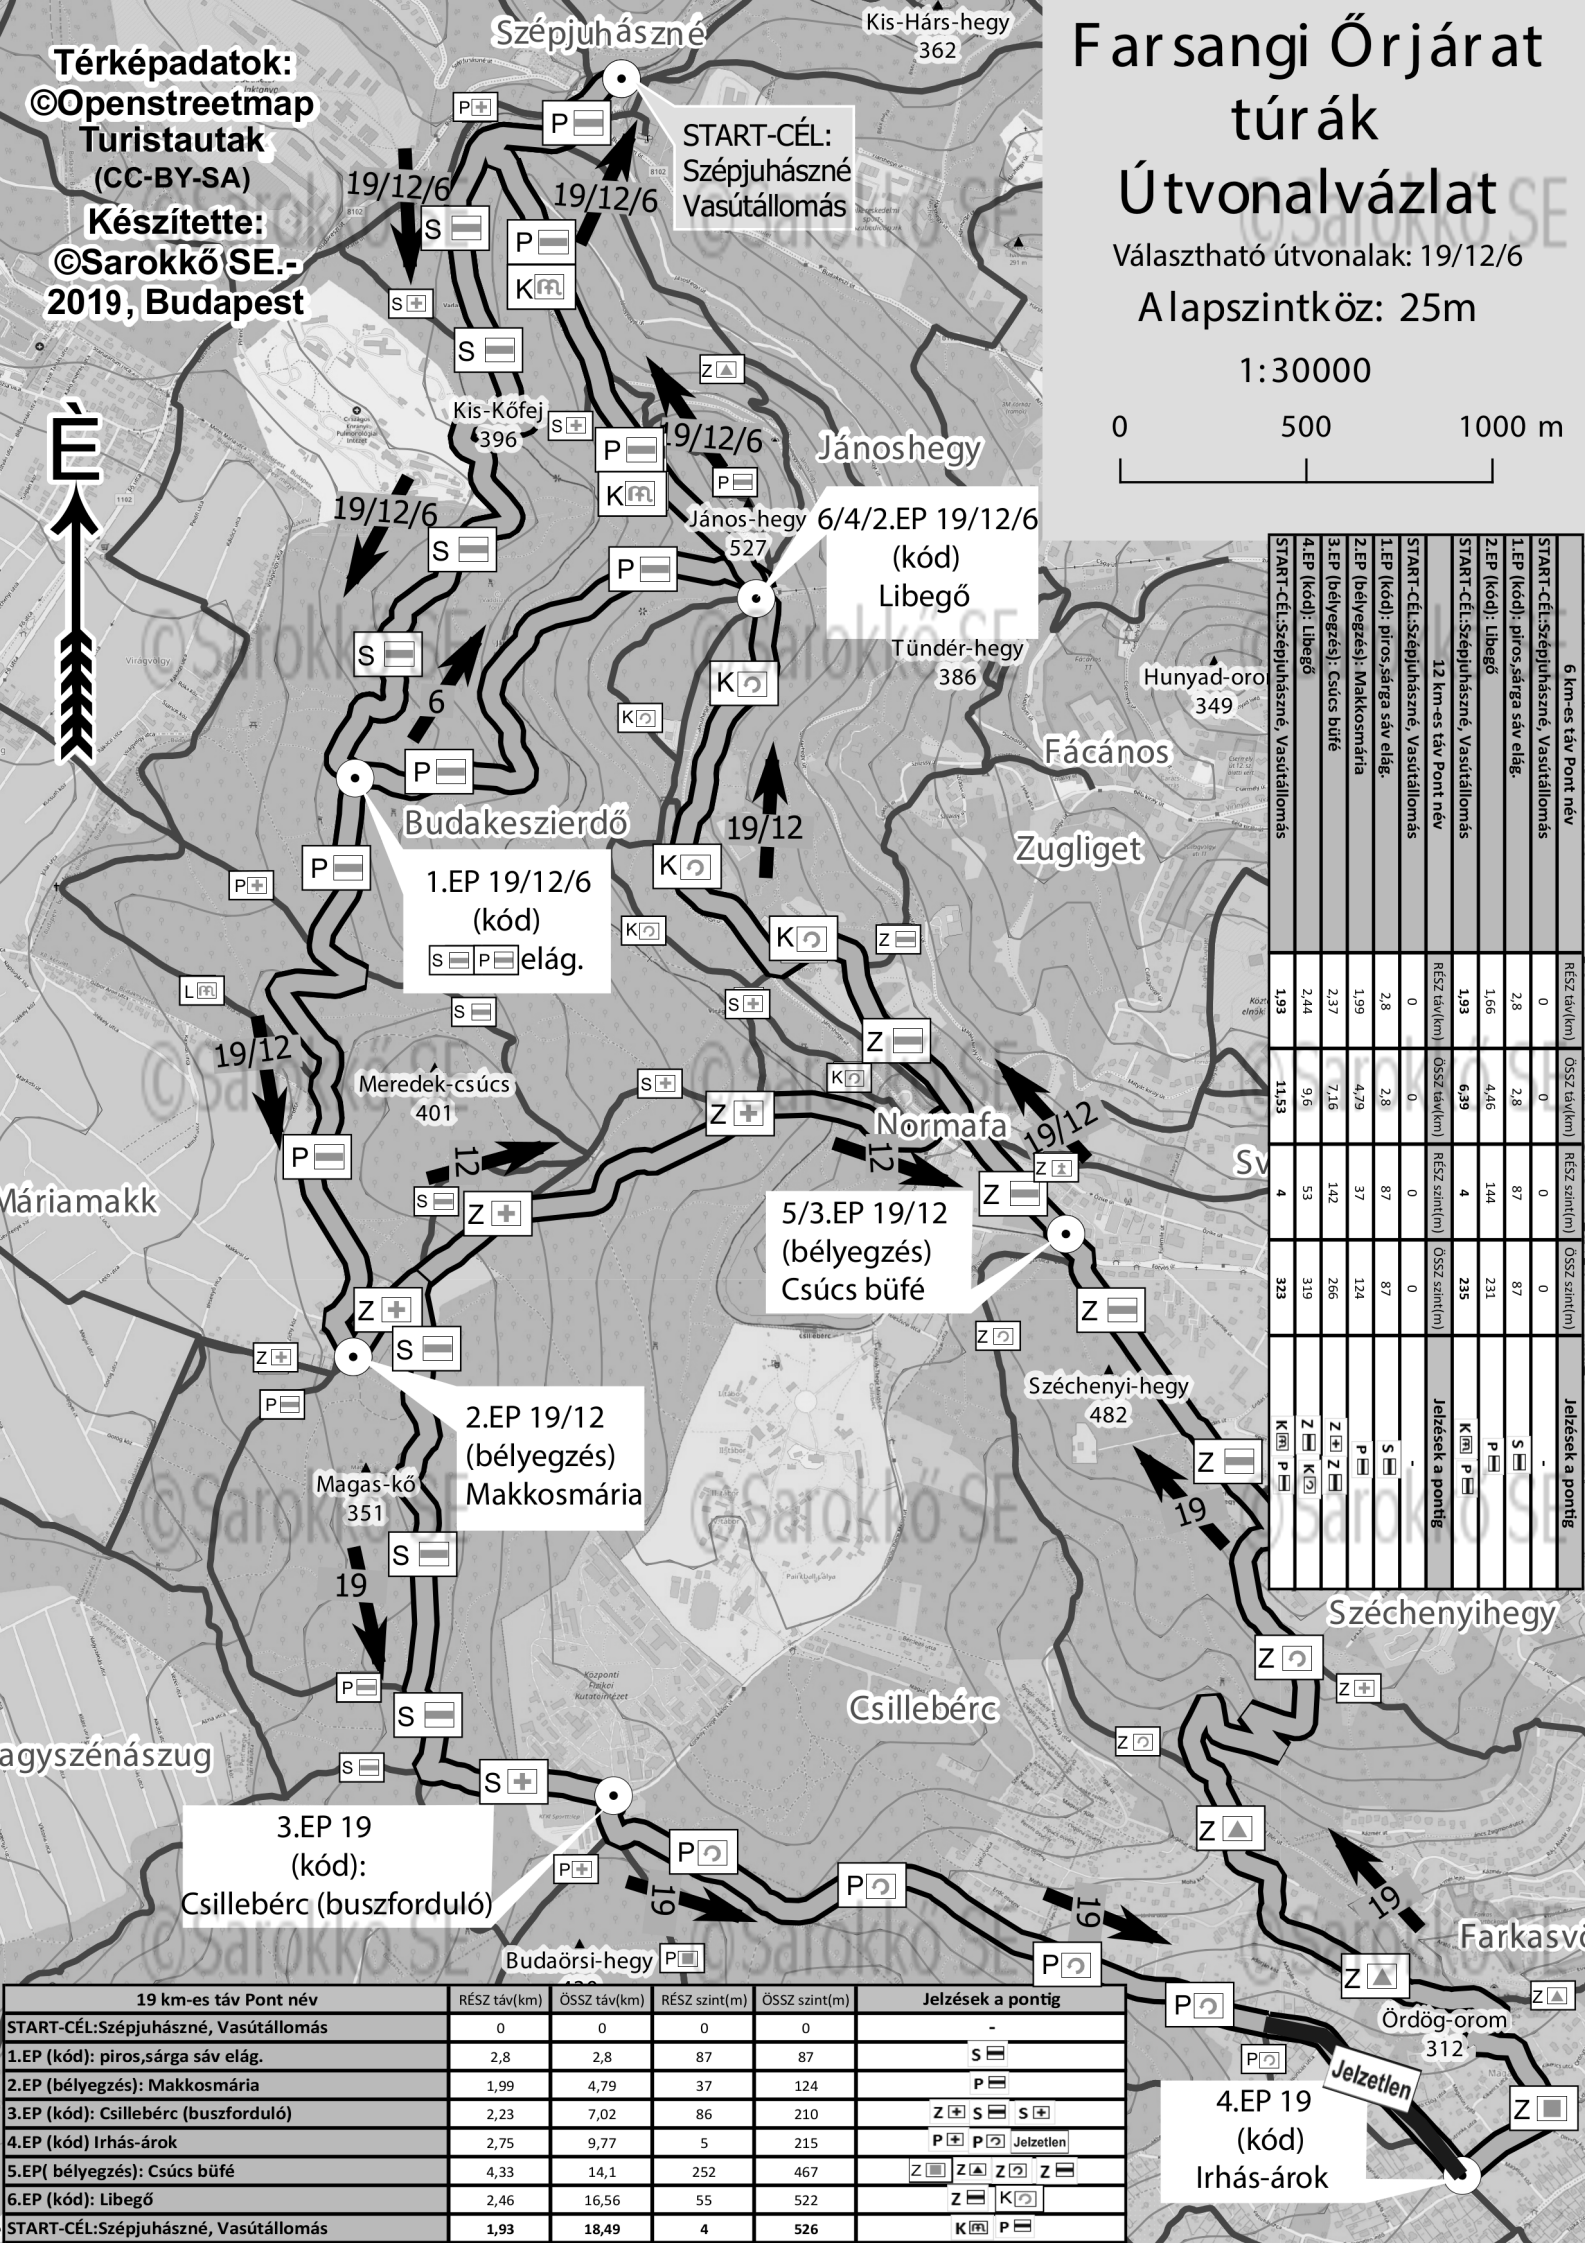 Térképadatok:
©Openstreetmap
Turistautak
(CC-BY-SA)
Készítette:
©Sarokkő SE.-
2019, Budapest
È
Farsangi Őrjárat
túrák
Útvonalvázlat
Választható útvonalak: 19/12/6
Alapszintköz: 25m
1:30000
0 500 1000 m
Szépjuhászné
Kis-Hárs-hegy
362
START-CÉL:
Szépjuhászné
Vasútállomás
19/12/6
19/12/6
Kis-Kőfej
396
19/12/6
19/12/6
Jánoshegy
János-hegy
527
6/4/2.EP 19/12/6
(kód)
Libegő
Tündér-hegy
386
Hunyad-orom
349
Fácános
Zugliget
6
19/12
Budakeszierdő
1.EP 19/12/6
(kód)
S P elág.
19/12
Meredek-csúcs
401
12
12
Normafa
19/12
Máriamakk
5/3.EP 19/12
(bélyegzés)
Csúcs büfé
2.EP 19/12
(bélyegzés)
Makkosmária
Széchenyi-hegy
482
Magas-kő
351
19
19
Széchenyihegy
Csillebérc
agyszénászug
3.EP 19
(kód):
Csillebérc (buszforduló)
19
19
19
Budaörsi-hegy
Farkasvö
Ördög-orom
312
Jelzetlen
4.EP 19
(kód)
Irhás-árok
©Sarokkő SE
6 km-es táv Pont név RÉSZ táv(km) ÖSSZ táv(km) RÉSZ szint(m) ÖSSZ szint(m) Jelzések a pontig
START-CÉL:Szépjuhászné, Vasútállomás 0 0 0 0 -
1.EP (kód): piros,sárga sáv elág. 2,8 2,8 87 87 S
2.EP (kód): Libegő 1,66 4,46 144 231 P
START-CÉL:Szépjuhászné, Vasútállomás 1,93 6,39 4 235 K P
12 km-es táv Pont név RÉSZ táv(km) ÖSSZ táv(km) RÉSZ szint(m) ÖSSZ szint(m) Jelzések a pontig
START-CÉL:Szépjuhászné, Vasútállomás 0 0 0 0 -
1.EP (kód): piros,sárga sáv elág. 2,8 2,8 87 87 S
2.EP (bélyegzés): Makkosmária 1,99 4,79 37 124 P
3.EP (bélyegzés): Csúcs büfé 2,37 7,16 142 266 Z Z
4.EP (kód): Libegő 2,44 9,6 53 319 Z K
START-CÉL:Szépjuhászné, Vasútállomás 1,93 11,53 4 323 K P
19 km-es táv Pont név RÉSZ táv(km) ÖSSZ táv(km) RÉSZ szint(m) ÖSSZ szint(m) Jelzések a pontig
START-CÉL:Szépjuhászné, Vasútállomás 0 0 0 0 -
1.EP (kód): piros,sárga sáv elág. 2,8 2,8 87 87 S
2.EP (bélyegzés): Makkosmária 1,99 4,79 37 124 P
3.EP (kód): Csillebérc (buszforduló) 2,23 7,02 86 210 Z S S
4.EP (kód) Irhás-árok 2,75 9,77 5 215 P P Jelzetlen
5.EP( bélyegzés): Csúcs büfé 4,33 14,1 252 467 Z Z Z Z
6.EP (kód): Libegő 2,46 16,56 55 522 Z K
START-CÉL:Szépjuhászné, Vasútállomás 1,93 18,49 4 526 K P